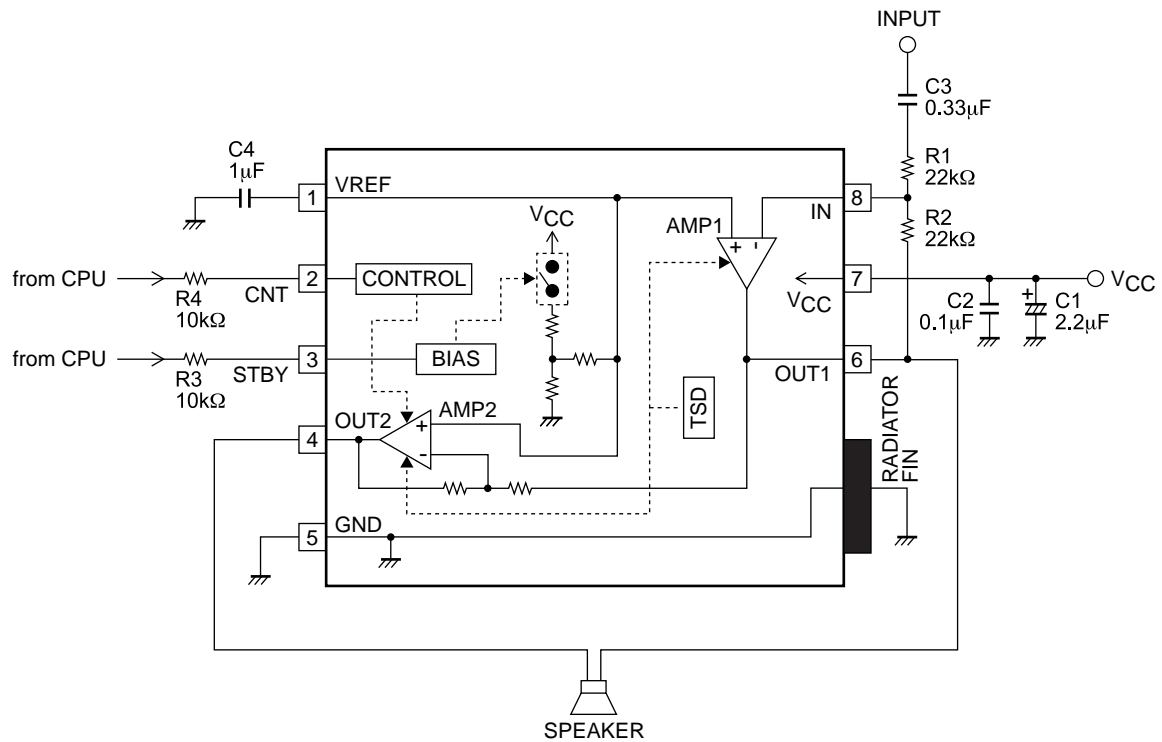 INPUT
C3
0.33µF
C4
1µF
R1
22kΩ
1
VREF
8
IN
VCC
AMP1
+ -
R2
22kΩ
from CPU
R4
10kΩ
2
CNT
CONTROL
7
VCC
VCC
C2
0.1µF
+
C1
2.2µF
from CPU
R3
10kΩ
3
STBY
BIAS
6
OUT1
TSD
RADIATOR
FIN
4
OUT2
AMP2
+
-
5
GND
SPEAKER